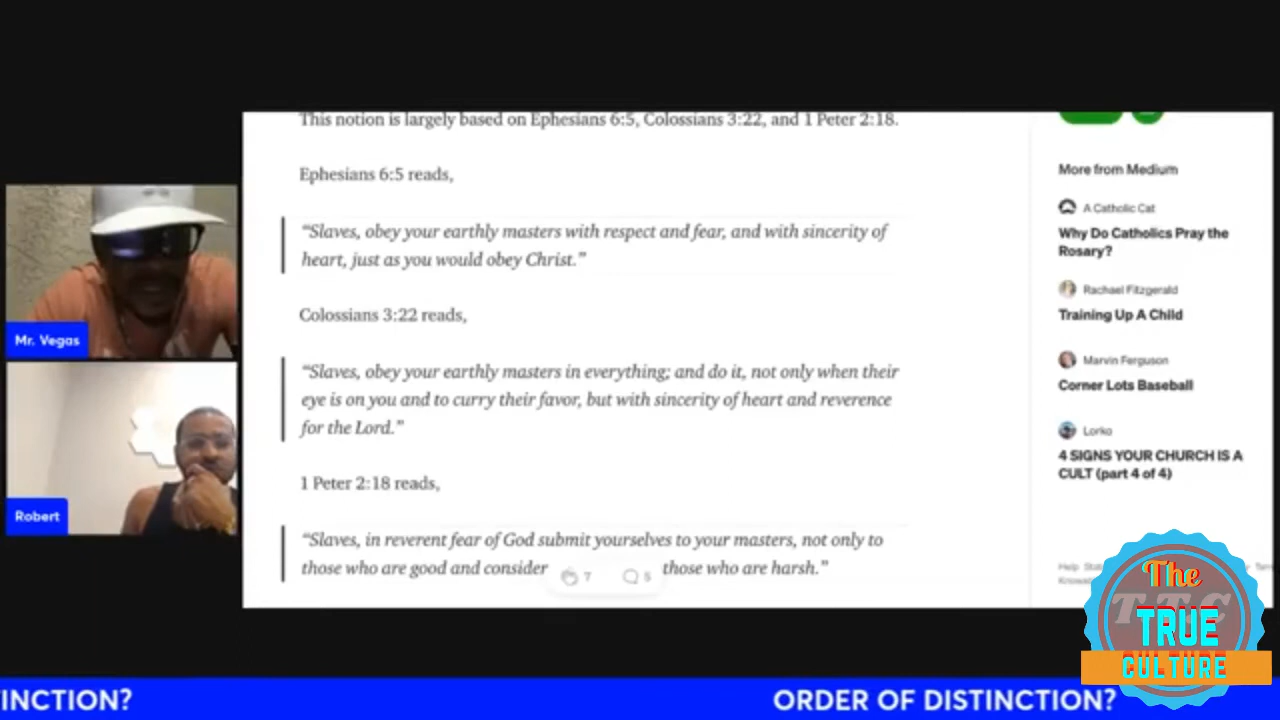 This notion is largely based on Ephesians 6:5, Colossians 3:22, and 1 Peter 2:18.
Ephesians 6:5 reads,
“Slaves, obey your earthly masters with respect and fear, and with sincerity of
heart, just as you would obey Christ.”
Colossians 3:22 reads,
“Slaves, obey your earthly masters in everything; and do it, not only when their
eye is on you and to curry their favor, but with sincerity of heart and reverence
for the Lord.”
1 Peter 2:18 reads,
“Slaves, in reverent fear of God submit yourselves to your masters, not only to
those who are good and consider those who are harsh.”
7 5
More from Medium
A Catholic Cat
Why Do Catholics Pray the
Rosary?
Rachael Fitzgerald
Training Up A Child
Marvin Ferguson
Corner Lots Baseball
Lorko
4 SIGNS YOUR CHURCH IS A
CULT (part 4 of 4)
Help
Mr. Vegas
Robert
The
TTC
TRUE
CULTURE
INCTION?
ORDER OF DISTINCTION?